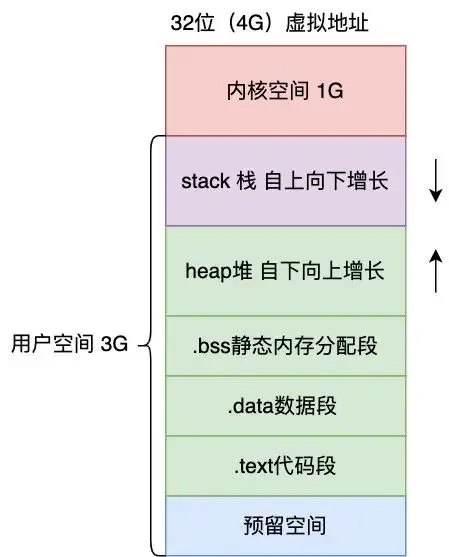 32位（4G）虚拟地址
内核空间 1G
stack 栈 自上向下增长
heap堆 自下向上增长
用户空间 3G
.bss静态内存分配段
.data数据段
.text代码段
预留空间